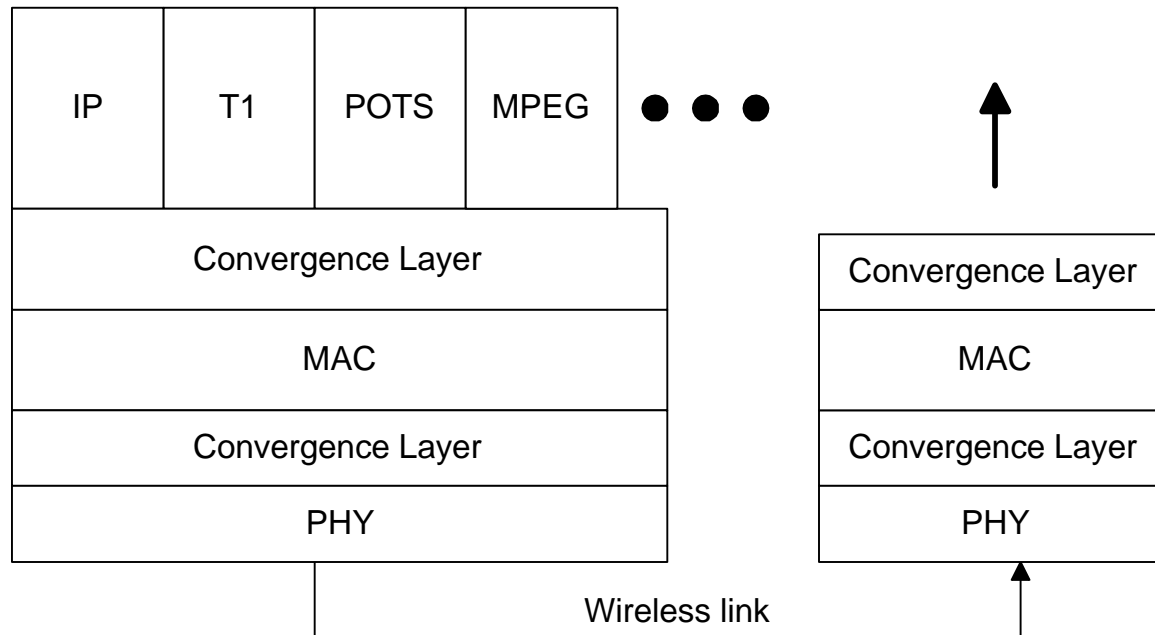 IP T1 POTS MPEG
Convergence Layer
MAC
Convergence Layer
PHY
Convergence Layer
MAC
Convergence Layer
PHY
Wireless link